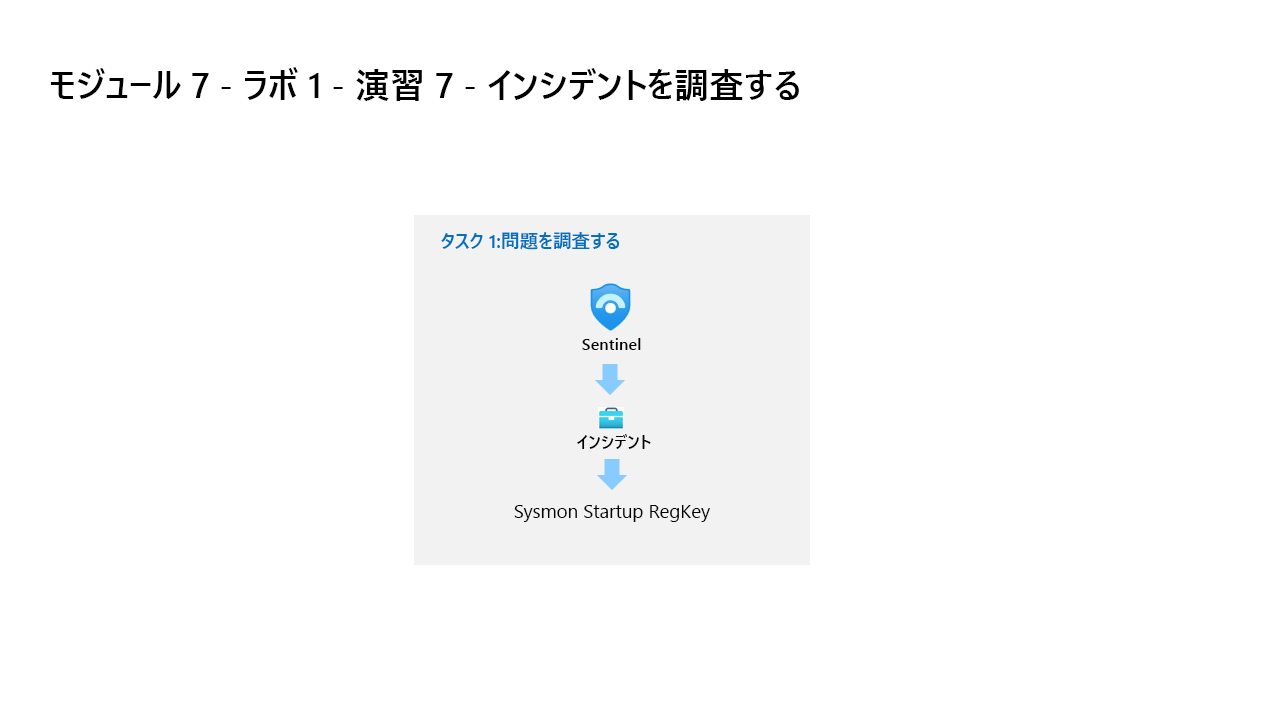 モジュール 7 - ラボ 1 - 演習 7 - インシデントを調査する
タスク 1:問題を調査する
Sentinel
インシデント
Sysmon Startup RegKey